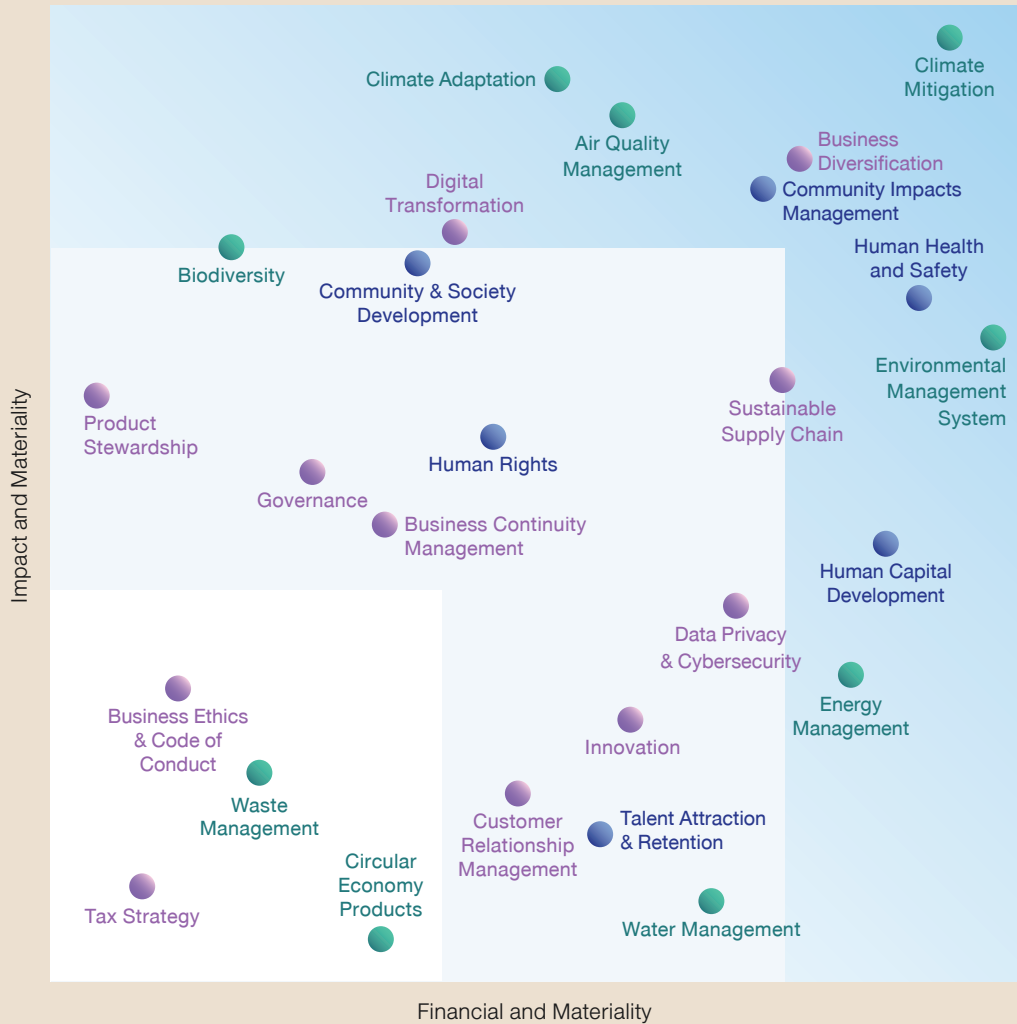 Climate Adaptation
Climate
Mitigation
Air Quality
Management
Business
Diversification
Community Impacts
Management
Digital
Transformation
Human Health
and Safety
Biodiversity
Community & Society
Development
Environmental
Management
System
Sustainable
Supply Chain
Product
Stewardship
Human Rights
Governance
Business Continuity
Management
Impact and Materiality
Human Capital
Development
Data Privacy
& Cybersecurity
Energy
Management
Business Ethics
& Code of
Conduct
Innovation
Waste
Management
Customer
Relationship
Management
Talent Attraction
& Retention
Circular
Economy
Products
Tax Strategy
Water Management
Financial and Materiality